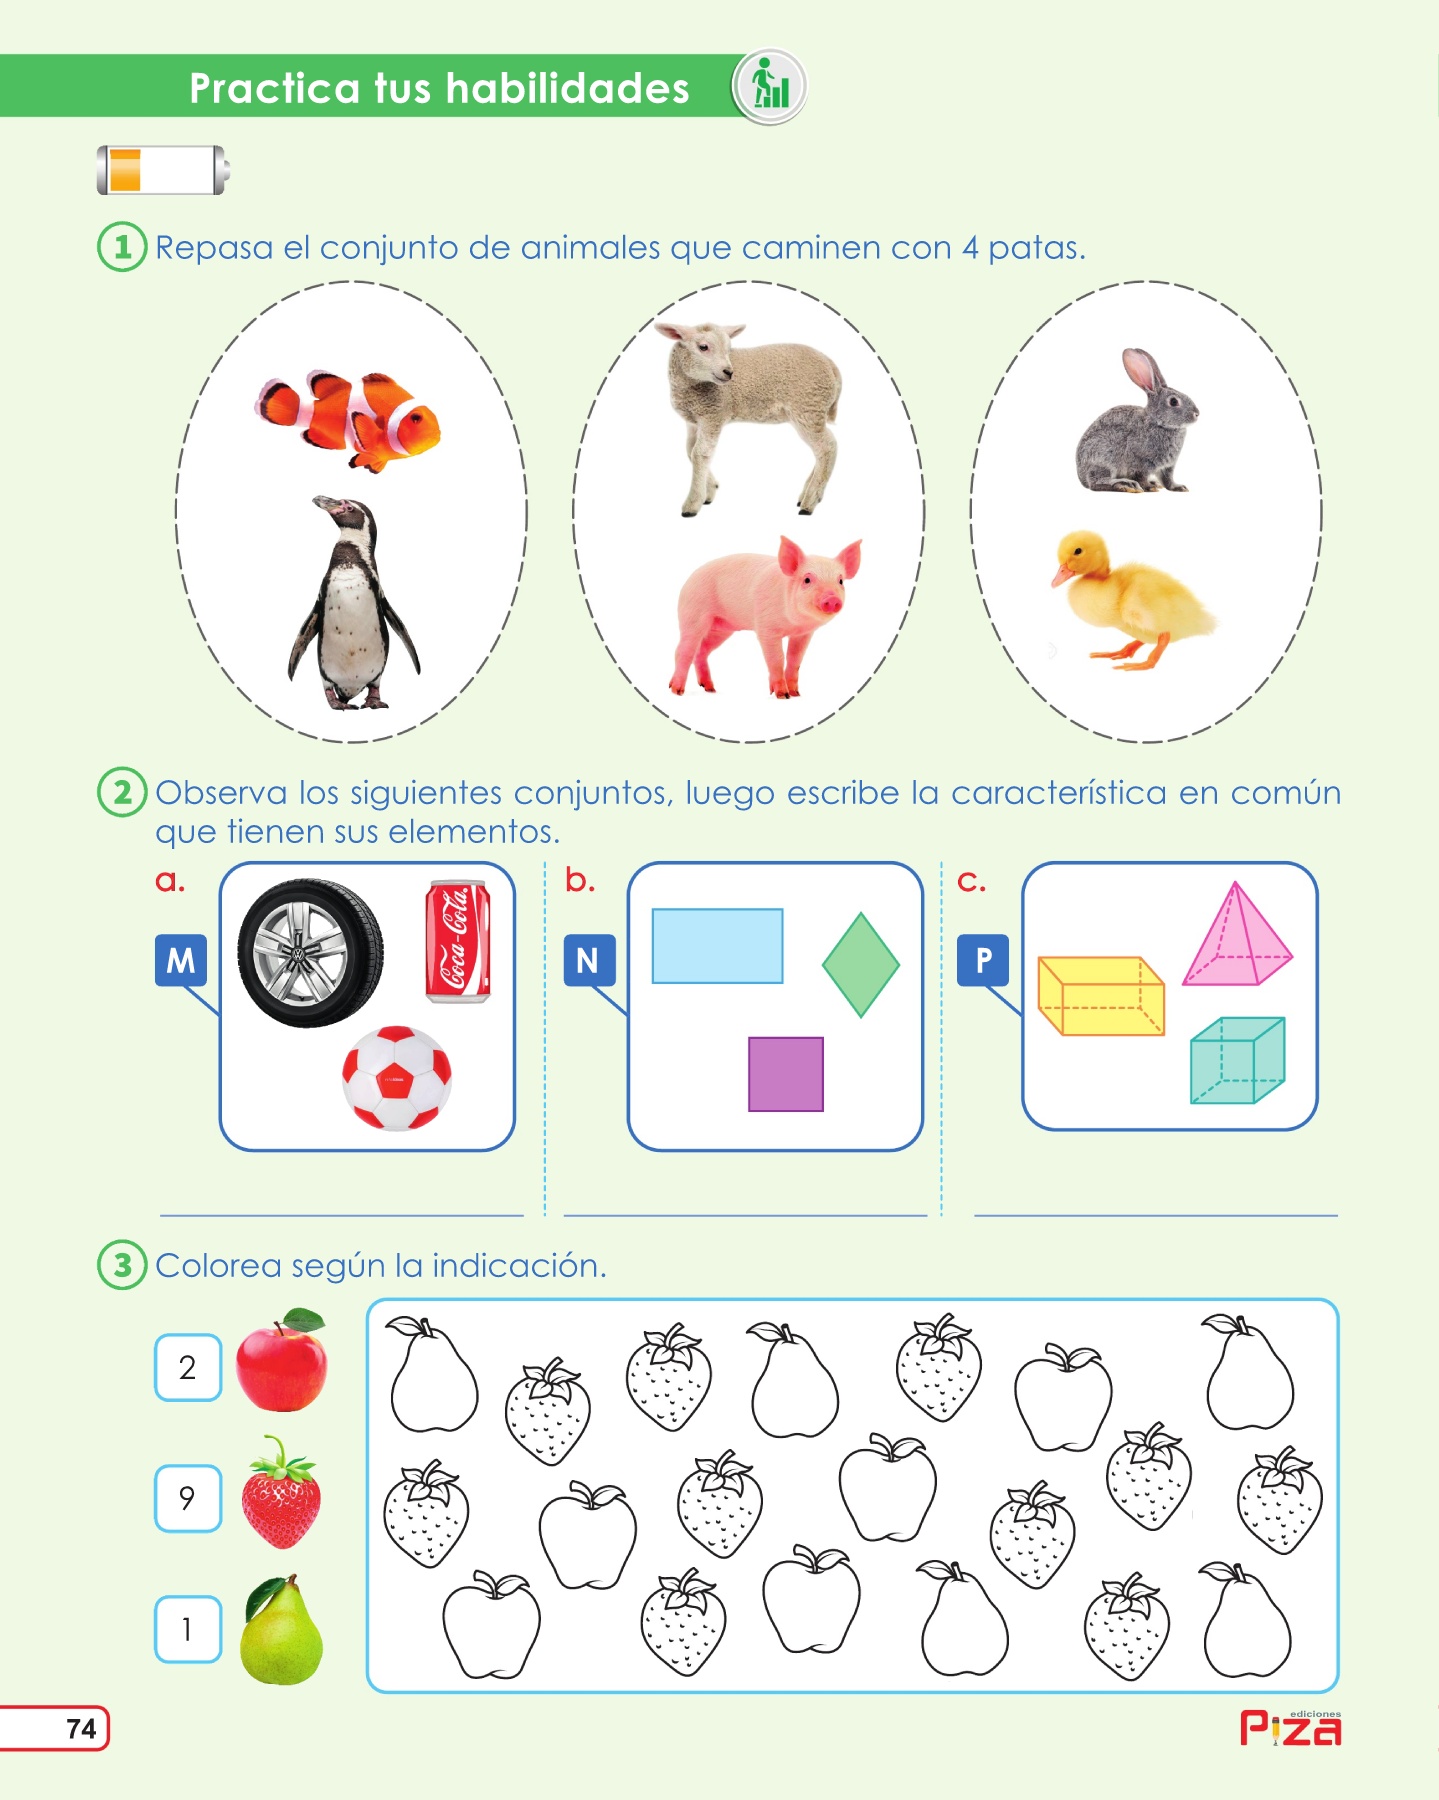 Practica tus habilidades
1 Repasa el conjunto de animales que caminen con 4 patas.
2 Observa los siguientes conjuntos, luego escribe la característica en común
que tienen sus elementos.
a.
M
Coca-Cola
b.
N
c.
P
3 Colorea según la indicación.
2
9
1
74
ediciones
Piza